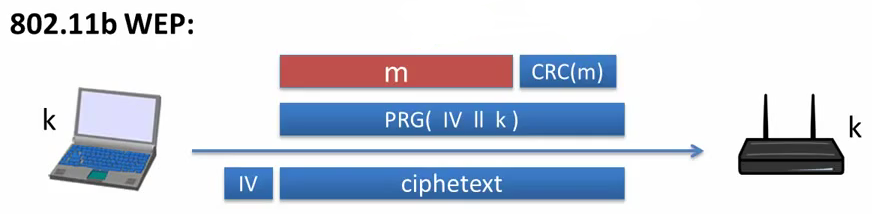 802.11b WEP:
m CRC(m)
k PRG( IV ll k ) k
IV ciphetext